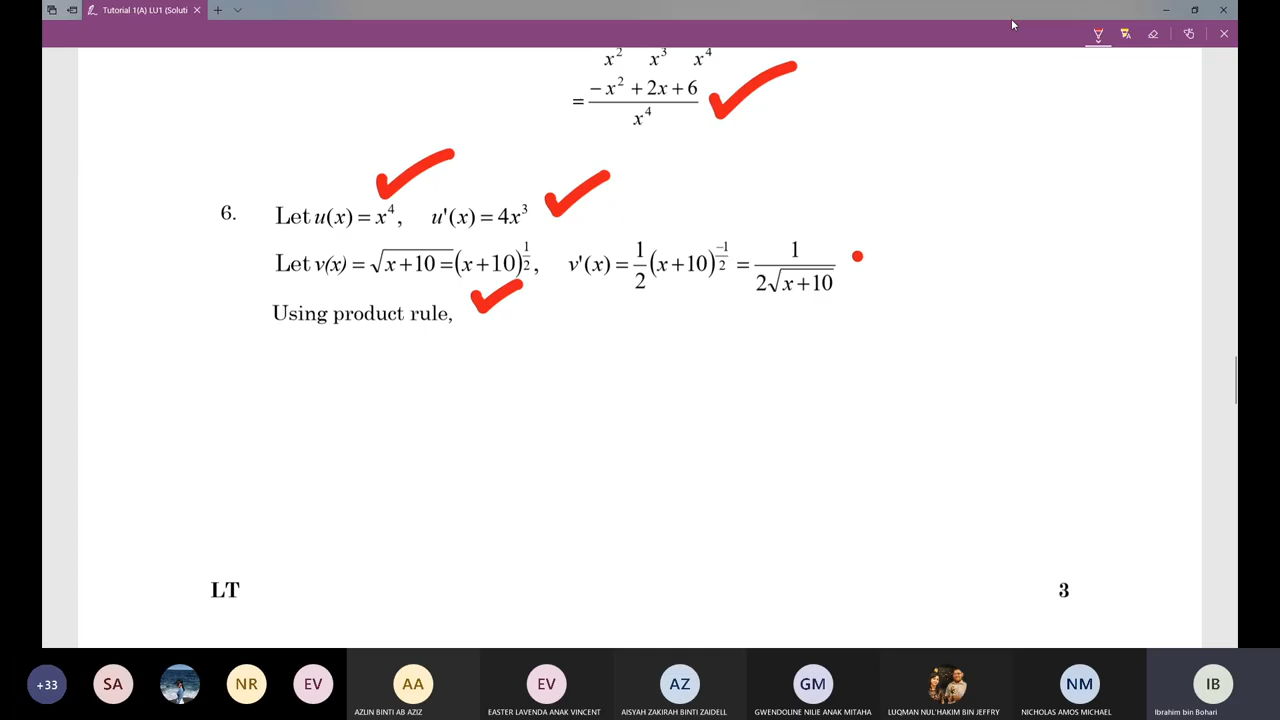 Tutorial 1(A) LU1 (Soluti
x² x³ x⁴
= (− x² + 2x + 6) / x⁴
6. Let u(x) = x⁴, u'(x) = 4x³
Let v(x) = √(x+10 =)(x+10)^(1/2), v'(x) = 1/2 (x+10)^(−1/2) = 1 / (2√(x+10))
Using product rule,
LT 3
+33 SA NR EV AA EV AZ GM NM IB
AZLIN BINTI AB AZIZ EASTER LAVENDA ANAK VINCENT AISYAH ZAKIRAH BINTI ZAIDELL GWENDOLINE NILIE ANAK MITAHA LUQMAN NUL'HAKIM BIN JEFFRY NICHOLAS AMOS MICHAEL Ibrahim bin Bohari